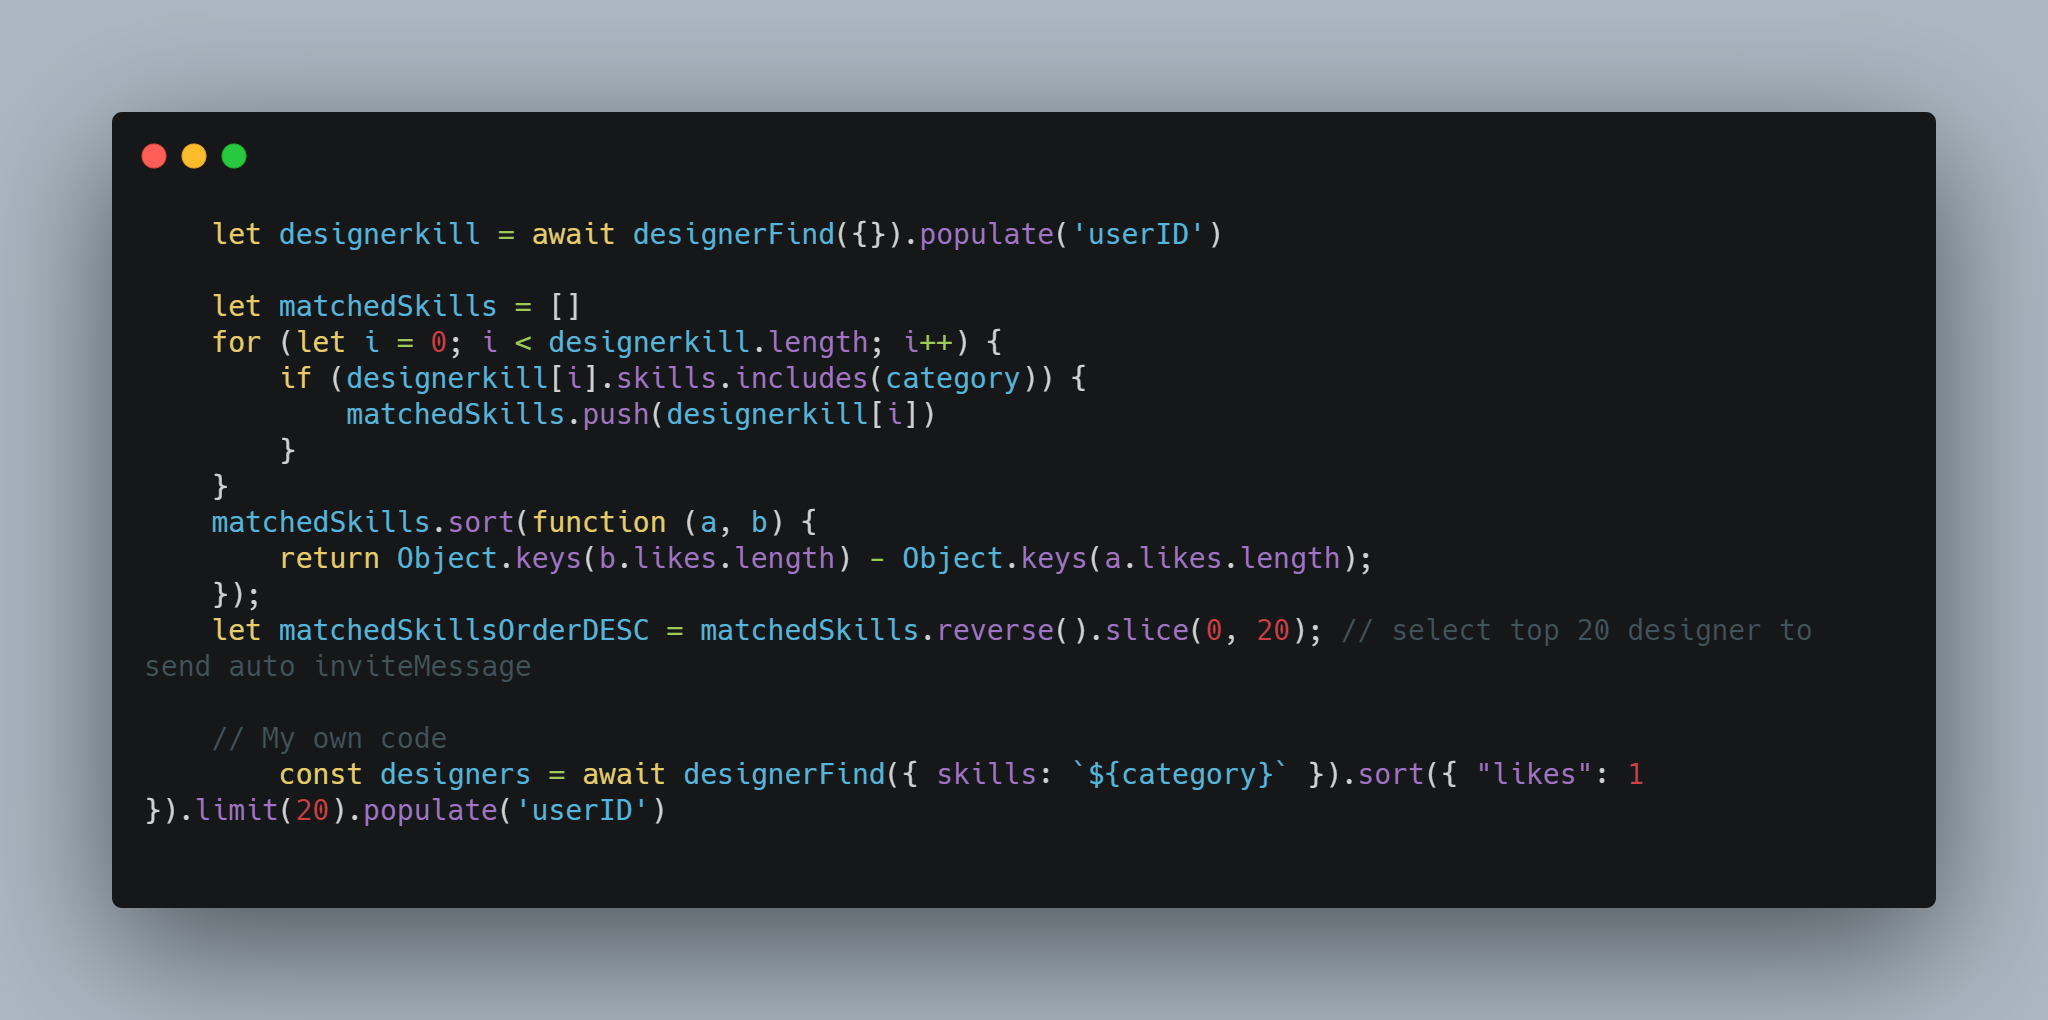 let designerkill = await designerFind({}).populate('userID')

let matchedSkills = []
for (let i = 0; i < designerkill.length; i++) {
    if (designerkill[i].skills.includes(category)) {
        matchedSkills.push(designerkill[i])
    }
}
matchedSkills.sort(function (a, b) {
    return Object.keys(b.likes.length) - Object.keys(a.likes.length);
});
let matchedSkillsOrderDESC = matchedSkills.reverse().slice(0, 20); // select top 20 designer to
send auto inviteMessage

// My own code
    const designers = await designerFind({ skills: `${category}` }).sort({ "likes": 1
}).limit(20).populate('userID')